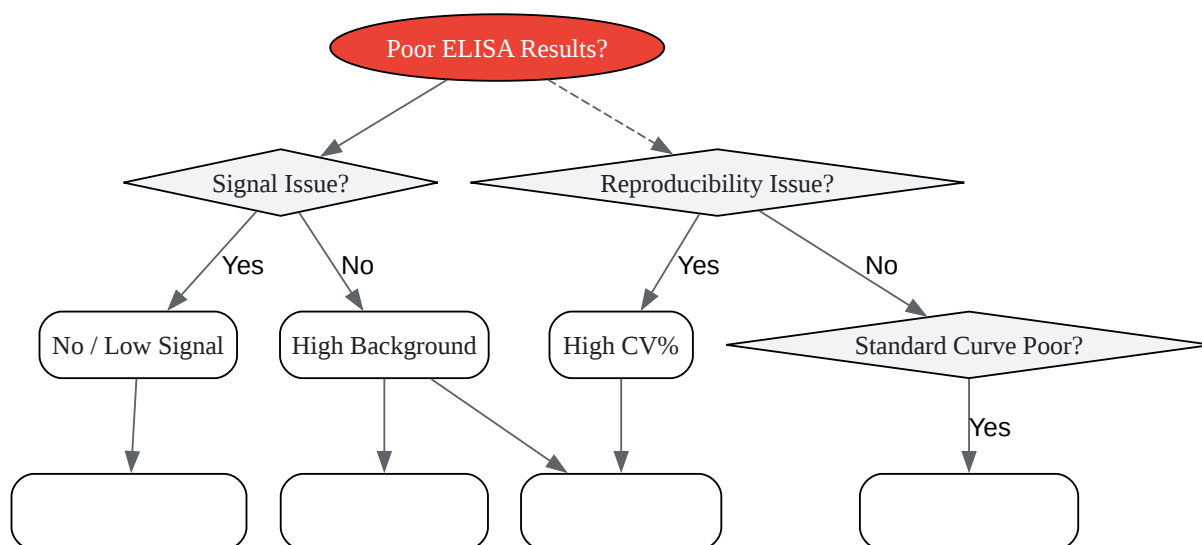 Poor ELISA Results?
Signal Issue?
Reproducibility Issue?
Yes
No
Yes
No
No / Low Signal
High Background
High CV%
Standard Curve Poor?
Yes